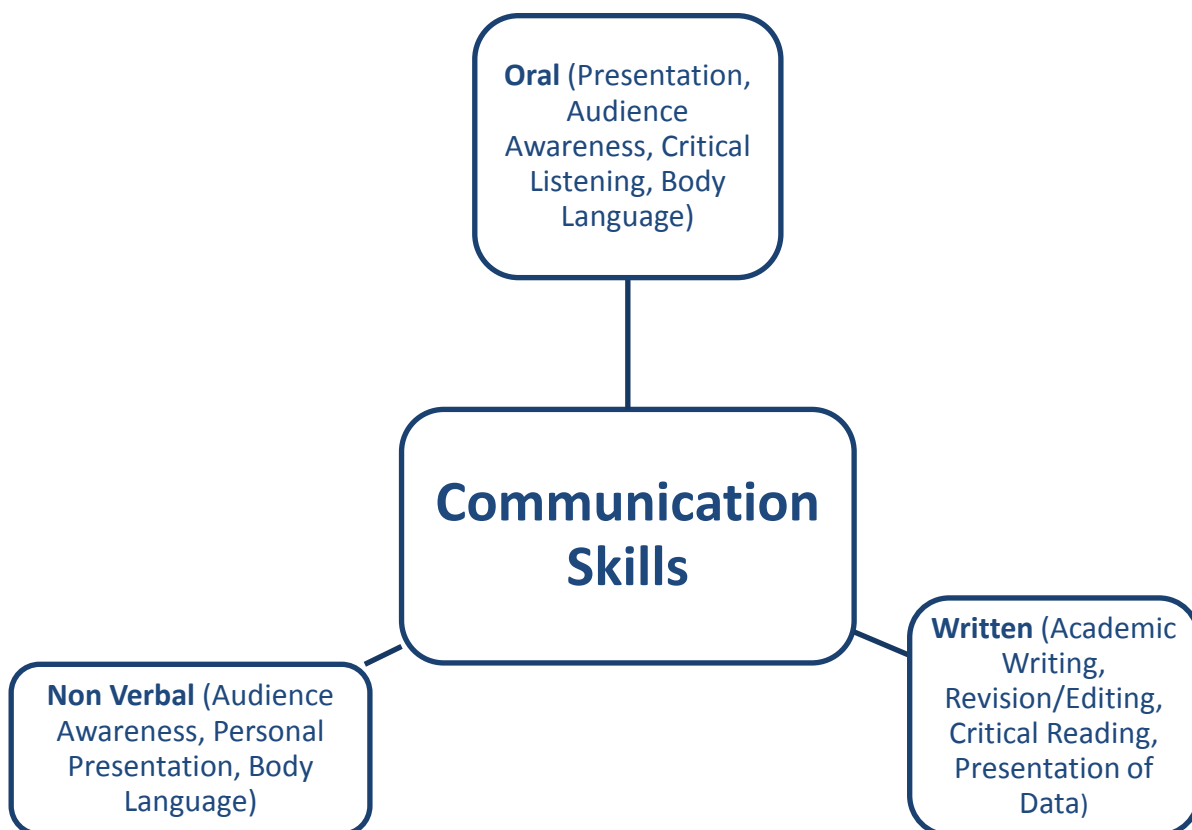 Oral (Presentation,
Audience
Awareness, Critical
Listening, Body
Language)
Communication
Skills
Non Verbal (Audience
Awareness, Personal
Presentation, Body
Language)
Written (Academic
Writing,
Revision/Editing,
Critical Reading,
Presentation of
Data)